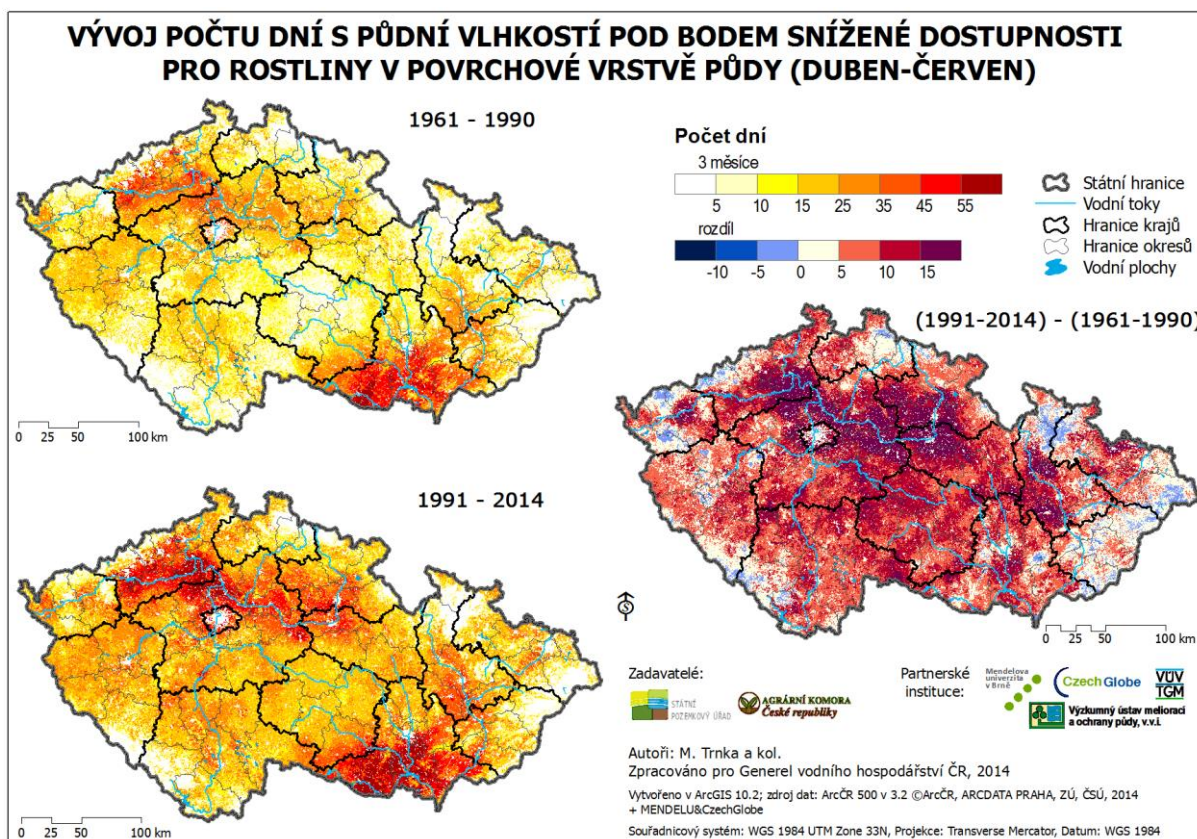 VÝVOJ POČTU DNÍ S PŮDNÍ VLHKOSTÍ POD BODEM SNÍŽENÉ DOSTUPNOSTI
PRO ROSTLINY V POVRCHOVÉ VRSTVĚ PŮDY (DUBEN-ČERVEN)
1961 - 1990
0 25 50 100 km
1991 - 2014
0 25 50 100 km
Počet dní
3 měsíce
5 10 15 25 35 45 55
rozdíl
-10 -5 0 5 10 15
Státní hranice
Vodní toky
Hranice krajů
Hranice okresů
Vodní plochy
(1991-2014) - (1961-1990)
0 25 50 100 km
S
Zadavatelé:
STÁTNÍ
POZEMKOVÝ ÚŘAD
AGRÁRNÍ KOMORA
České republiky
Partnerské
instituce:
Mendelova
univerzita
v Brně
CzechGlobe
VÚV
TGM
Výzkumný ústav meliorací
a ochrany půdy, v.v.i.
Autoři: M. Trnka a kol.
Zpracováno pro Generel vodního hospodářství ČR, 2014
Vytvořeno v ArcGIS 10.2; zdroj dat: ArcČR 500 v 3.2 ©ArcČR, ARCDATA PRAHA, ZÚ, ČSÚ, 2014
+ MENDELU&CzechGlobe
Souřadnicový systém: WGS 1984 UTM Zone 33N, Projekce: Transverse Mercator, Datum: WGS 1984